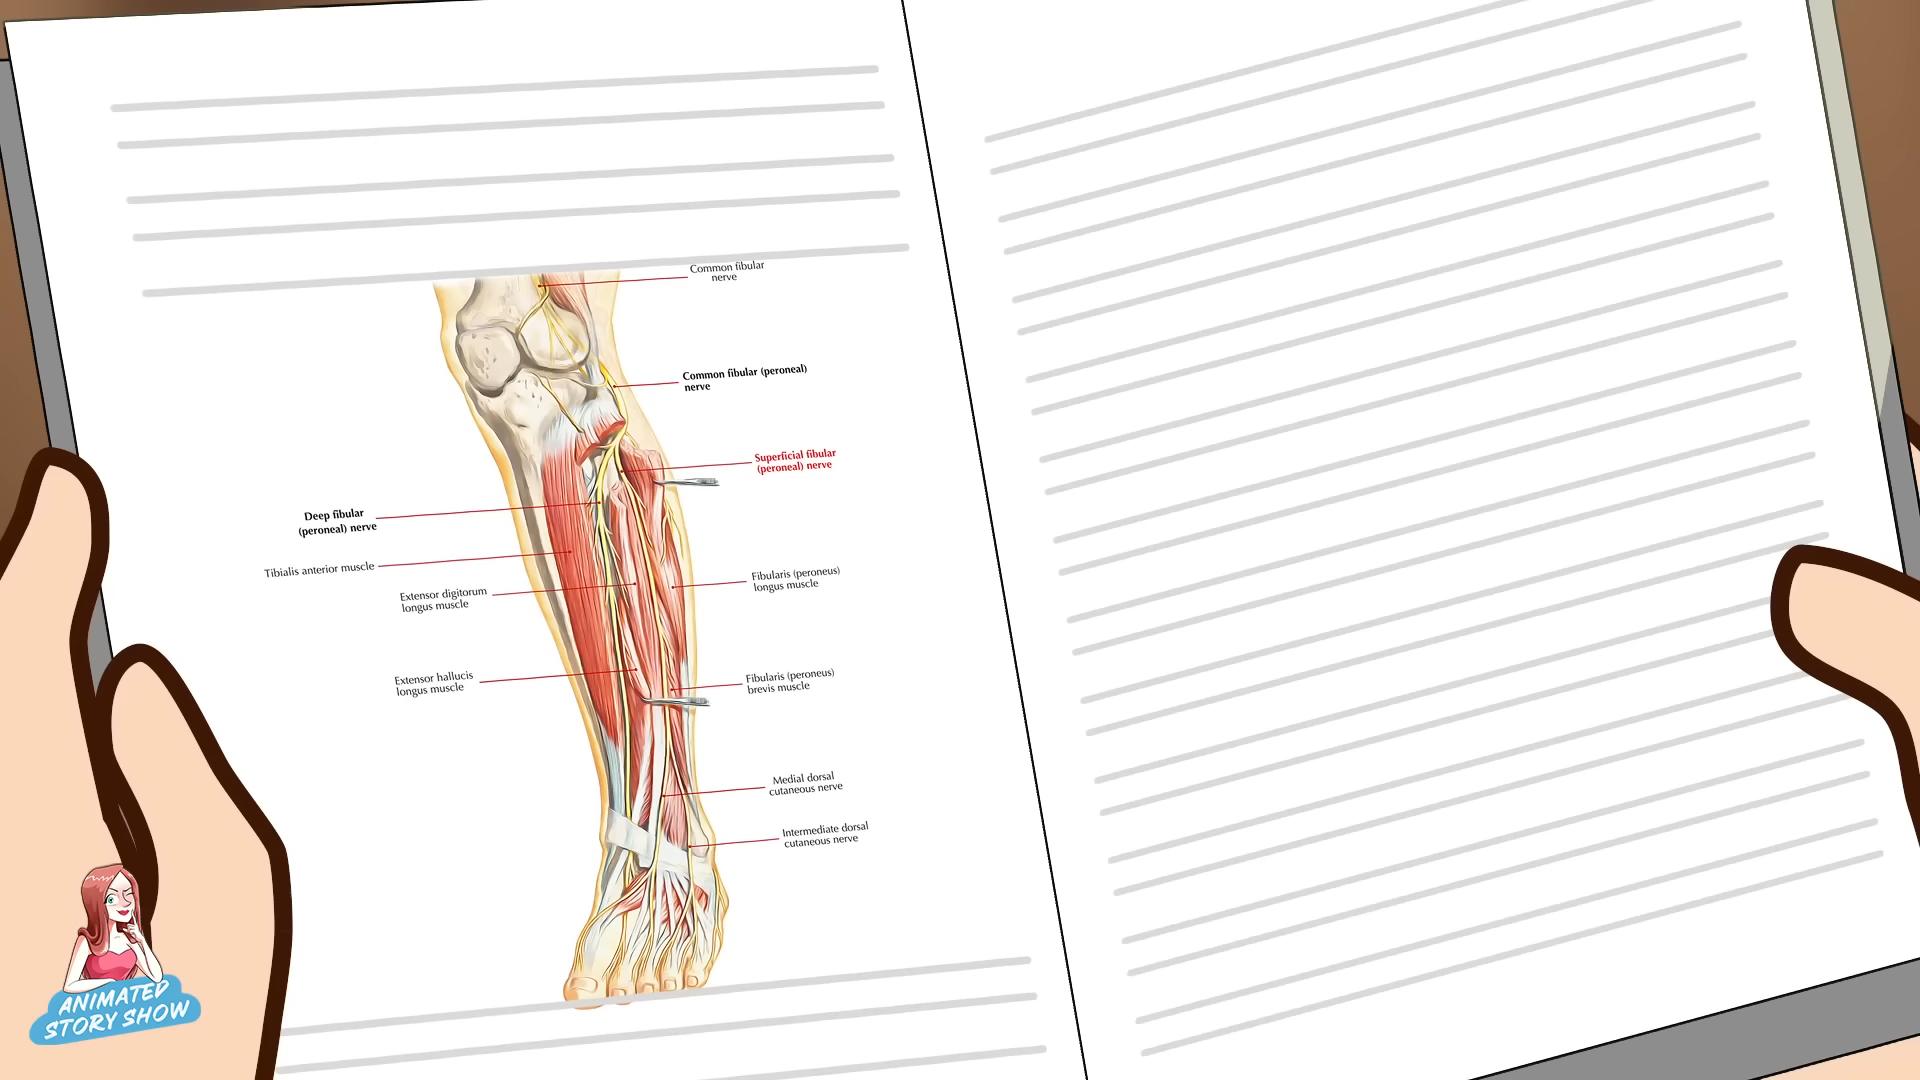 Common fibular
nerve
Common fibular (peroneal)
nerve
Superficial fibular
(peroneal) nerve
Deep fibular
(peroneal) nerve
Tibialis anterior muscle
Extensor digitorum
longus muscle
Fibularis (peroneus)
longus muscle
Extensor hallucis
longus muscle
Fibularis (peroneus)
brevis muscle
Medial dorsal
cutaneous nerve
Intermediate dorsal
cutaneous nerve
ANIMATED
STORY SHOW